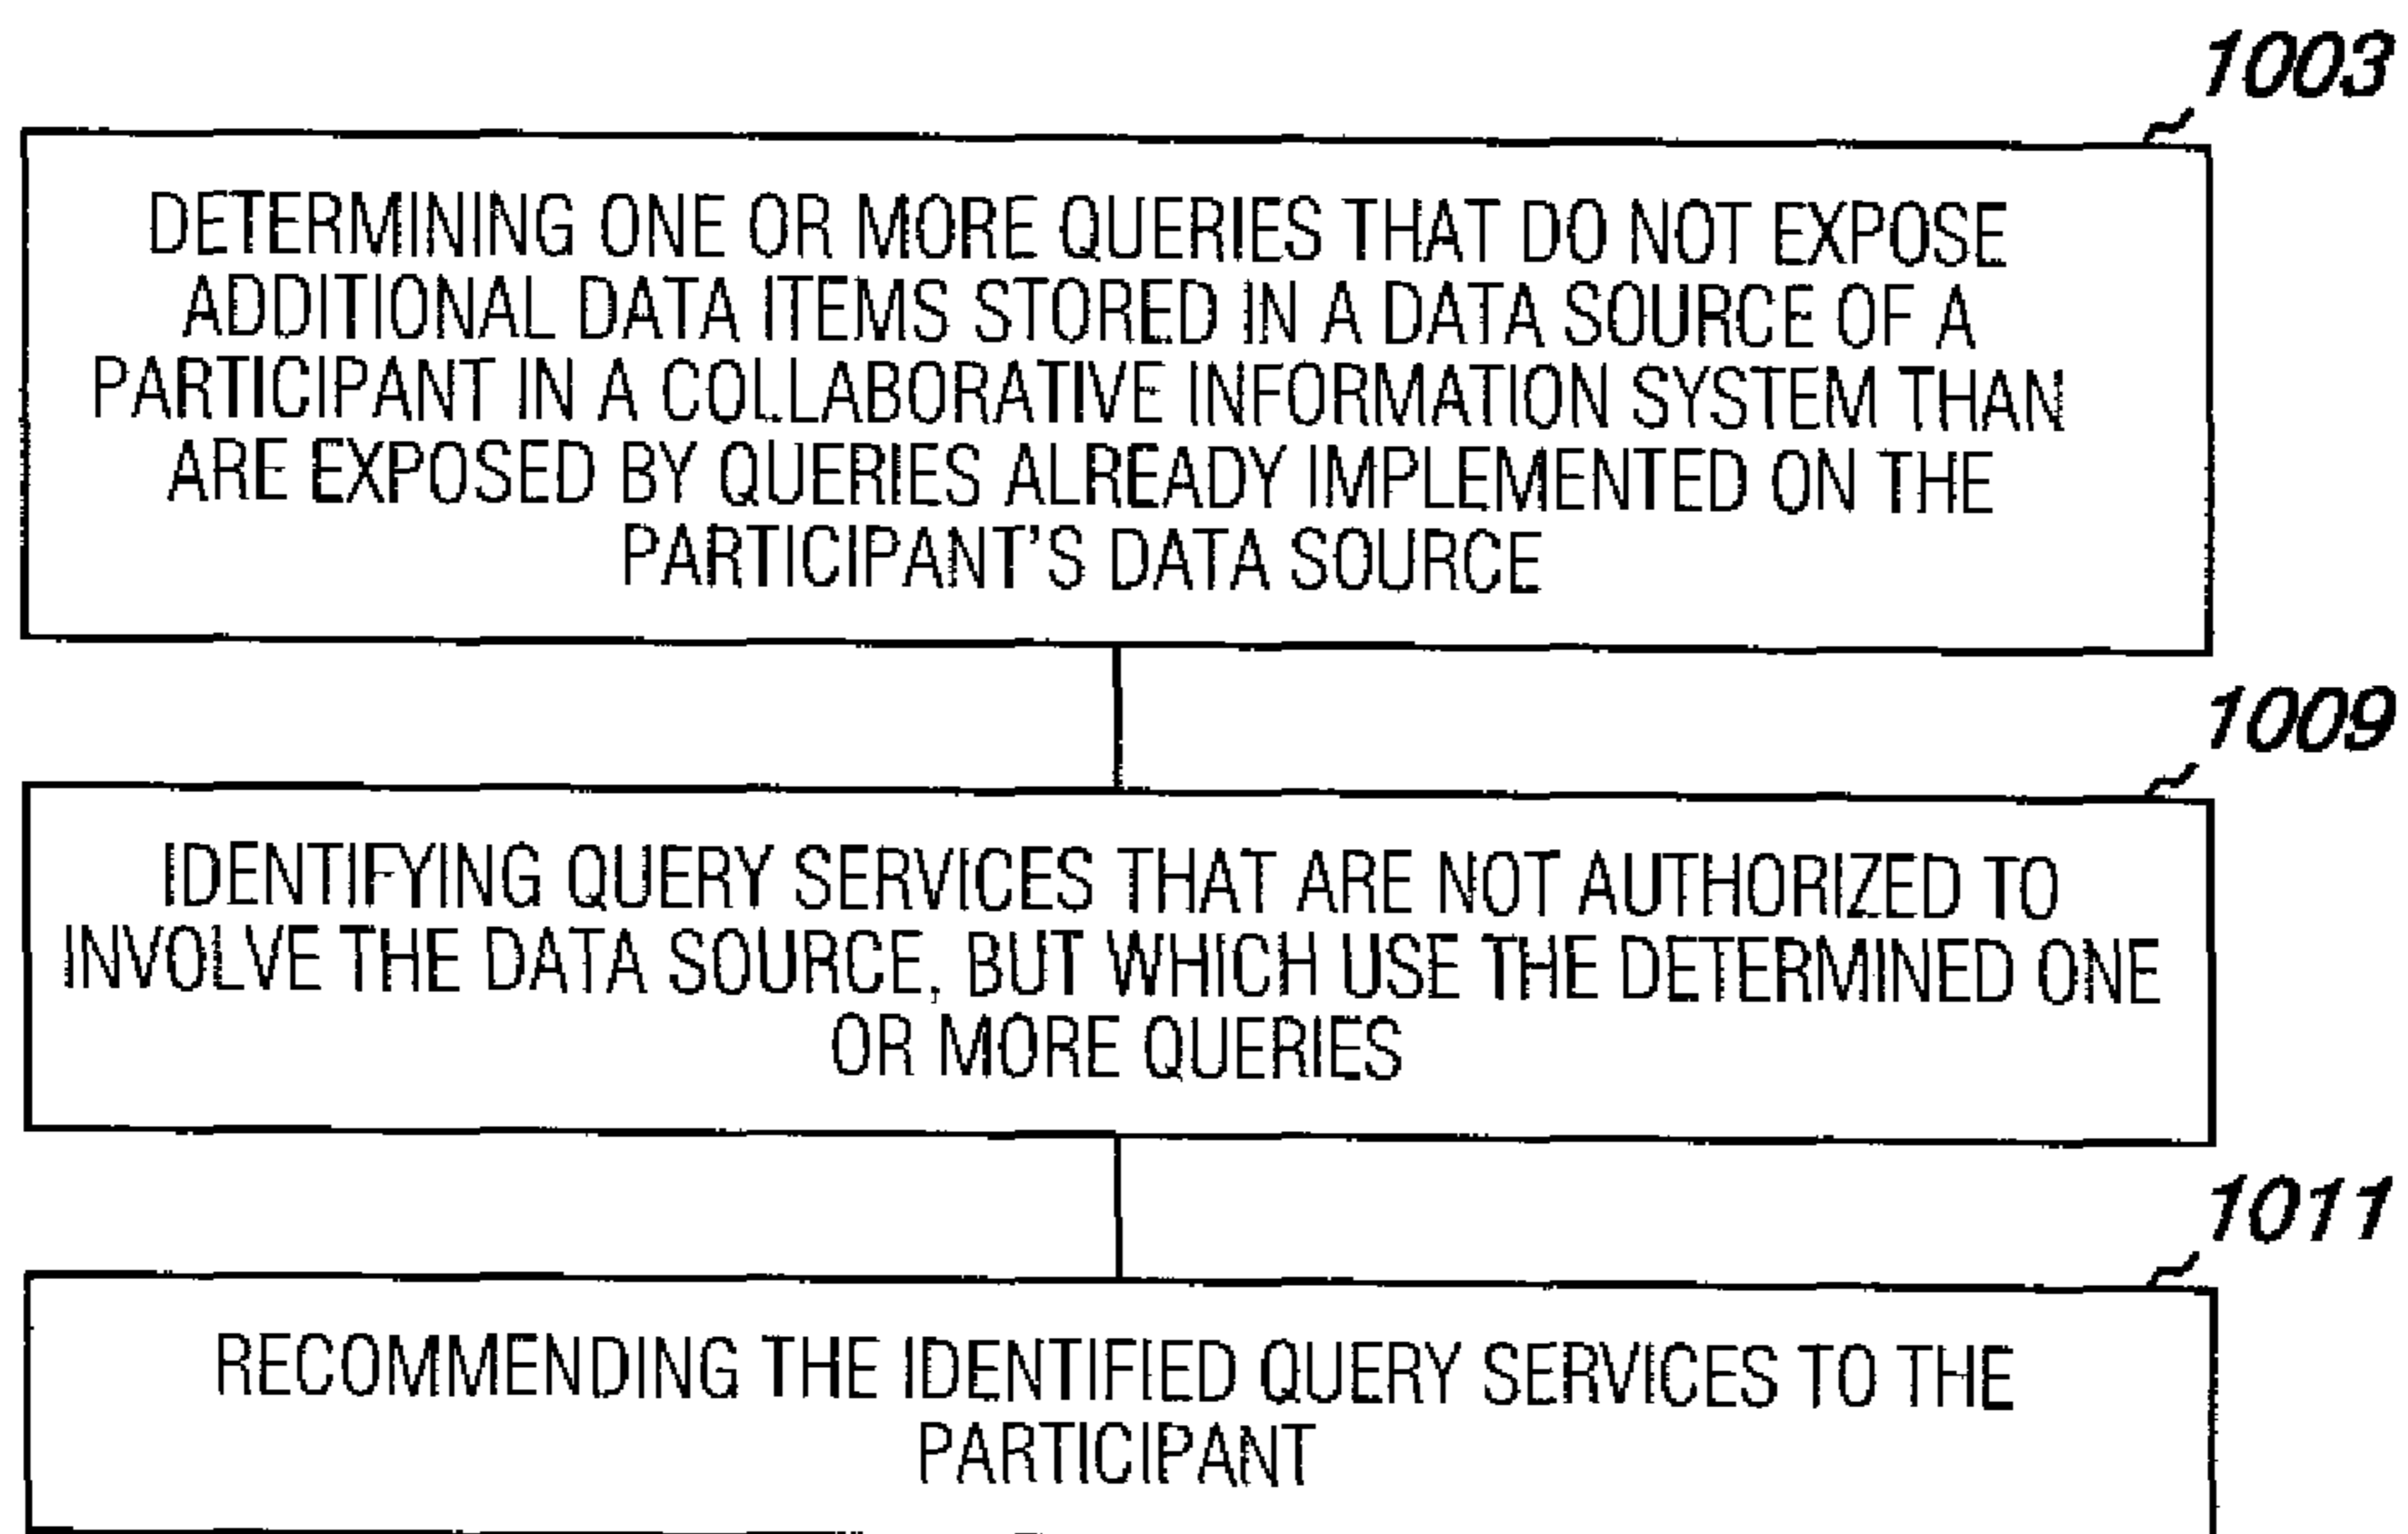 1003
DETERMINING ONE OR MORE QUERIES THAT DO NOT EXPOSE
ADDITIONAL DATA ITEMS STORED IN A DATA SOURCE OF A
PARTICIPANT IN A COLLABORATIVE INFORMATION SYSTEM THAN
ARE EXPOSED BY QUERIES ALREADY IMPLEMENTED ON THE
PARTICIPANT'S DATA SOURCE
1009
IDENTIFYING QUERY SERVICES THAT ARE NOT AUTHORIZED TO
INVOLVE THE DATA SOURCE, BUT WHICH USE THE DETERMINED ONE
OR MORE QUERIES
1011
RECOMMENDING THE IDENTIFIED QUERY SERVICES TO THE
PARTICIPANT